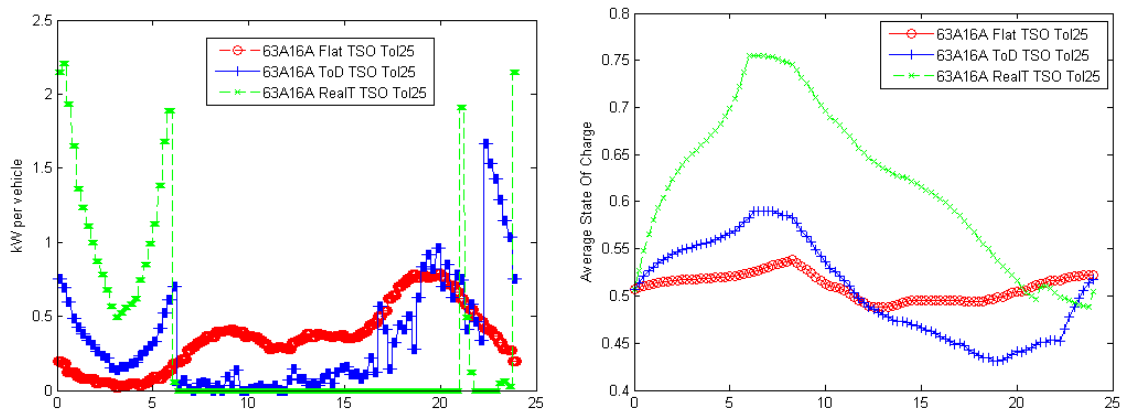 2.5
2
1.5
1
0.5
0
kW per vehicle
63A16A Flat TSO Tol25
63A16A ToD TSO Tol25
63A16A RealT TSO Tol25
0 5 10 15 20 25
0.8
0.75
0.7
0.65
0.6
0.55
0.5
0.45
0.4
Average State Of Charge
63A16A Flat TSO Tol25
63A16A ToD TSO Tol25
63A16A RealT TSO Tol25
0 5 10 15 20 25